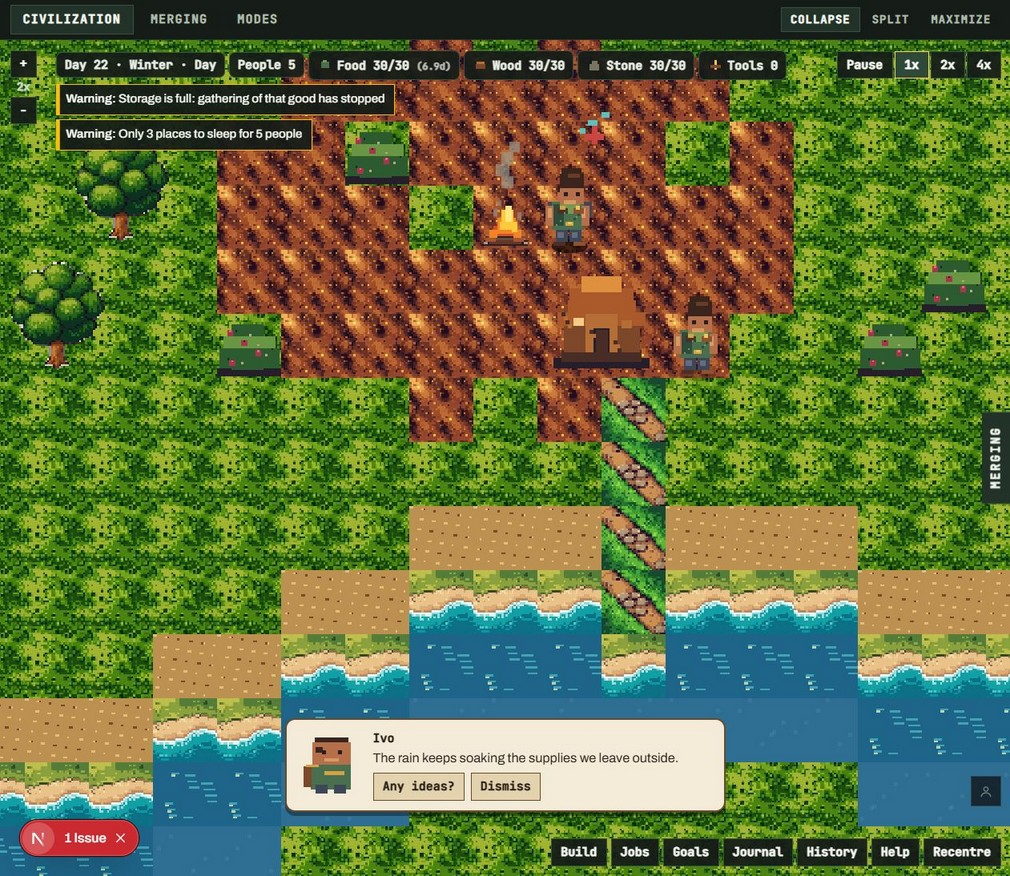 CIVILIZATION MERGING MODES COLLAPSE SPLIT MAXIMIZE
+ Day 22 · Winter · Day People 5 Food 30/30 (6.9d) Wood 30/30 Stone 30/30 Tools 0 Pause 1x 2x 4x
2x
-
Warning: Storage is full: gathering of that good has stopped
Warning: Only 3 places to sleep for 5 people
MERGING
Ivo
The rain keeps soaking the supplies we leave outside.
Any ideas? Dismiss
N 1 Issue ×
Build Jobs Goals Journal History Help Recentre